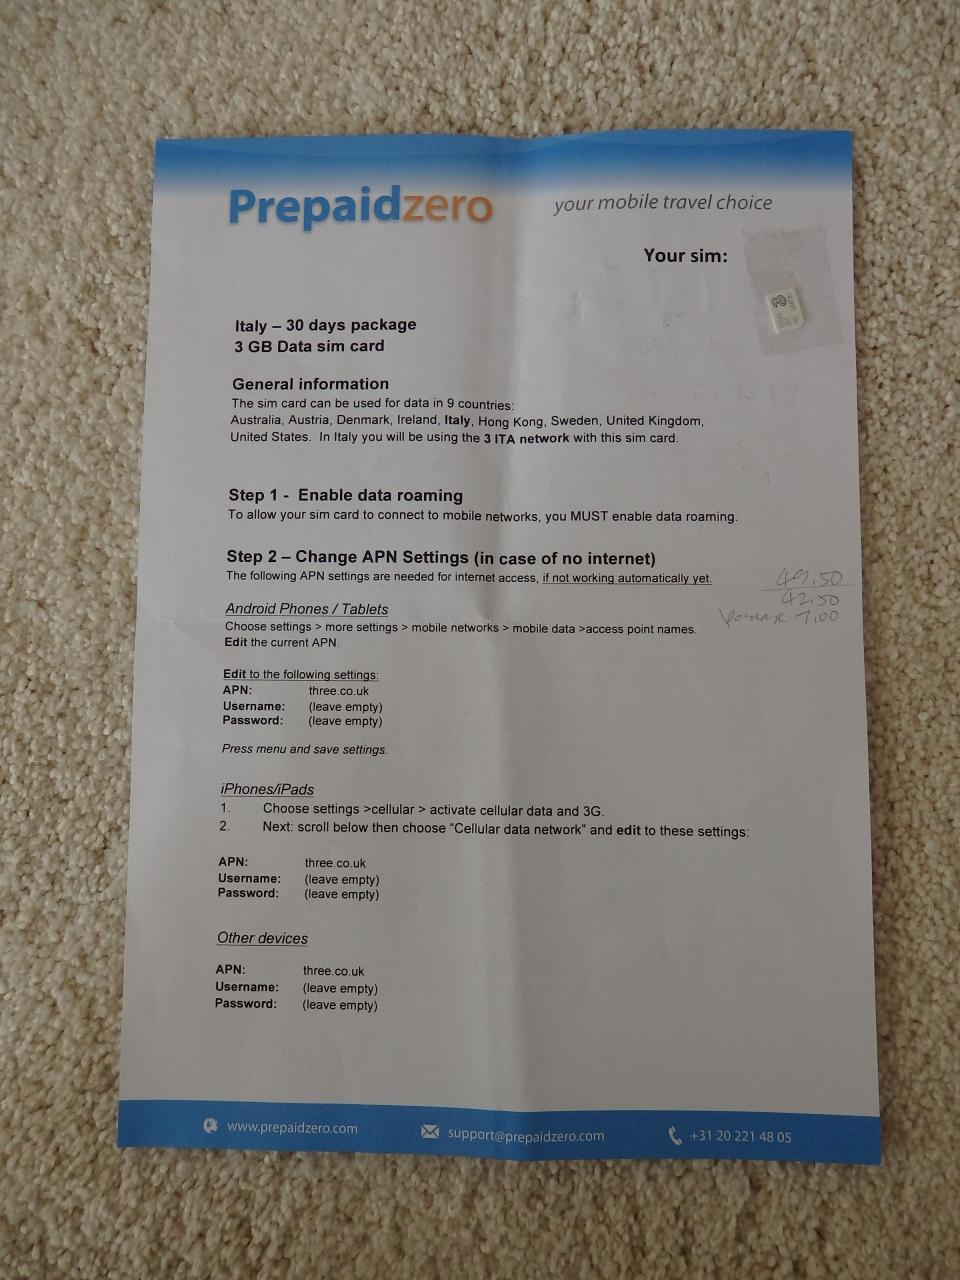 Prepaidzero
your mobile travel choice
Your sim:
Italy – 30 days package
3 GB Data sim card
General information
The sim card can be used for data in 9 countries:
Australia, Austria, Denmark, Ireland, Italy, Hong Kong, Sweden, United Kingdom,
United States. In Italy you will be using the 3 ITA network with this sim card.
Step 1 - Enable data roaming
To allow your sim card to connect to mobile networks, you MUST enable data roaming.
Step 2 – Change APN Settings (in case of no internet)
The following APN settings are needed for internet access, if not working automatically yet.
49.50
42.50
7.00
Android Phones / Tablets
Choose settings > more settings > mobile networks > mobile data >access point names.
Edit the current APN.
Edit to the following settings:
APN: three.co.uk
Username: (leave empty)
Password: (leave empty)
Press menu and save settings.
iPhones/iPads
1. Choose settings >cellular > activate cellular data and 3G.
2. Next: scroll below then choose “Cellular data network” and edit to these settings:
APN: three.co.uk
Username: (leave empty)
Password: (leave empty)
Other devices
APN: three.co.uk
Username: (leave empty)
Password: (leave empty)
www.prepaidzero.com support@prepaidzero.com +31 20 221 48 05